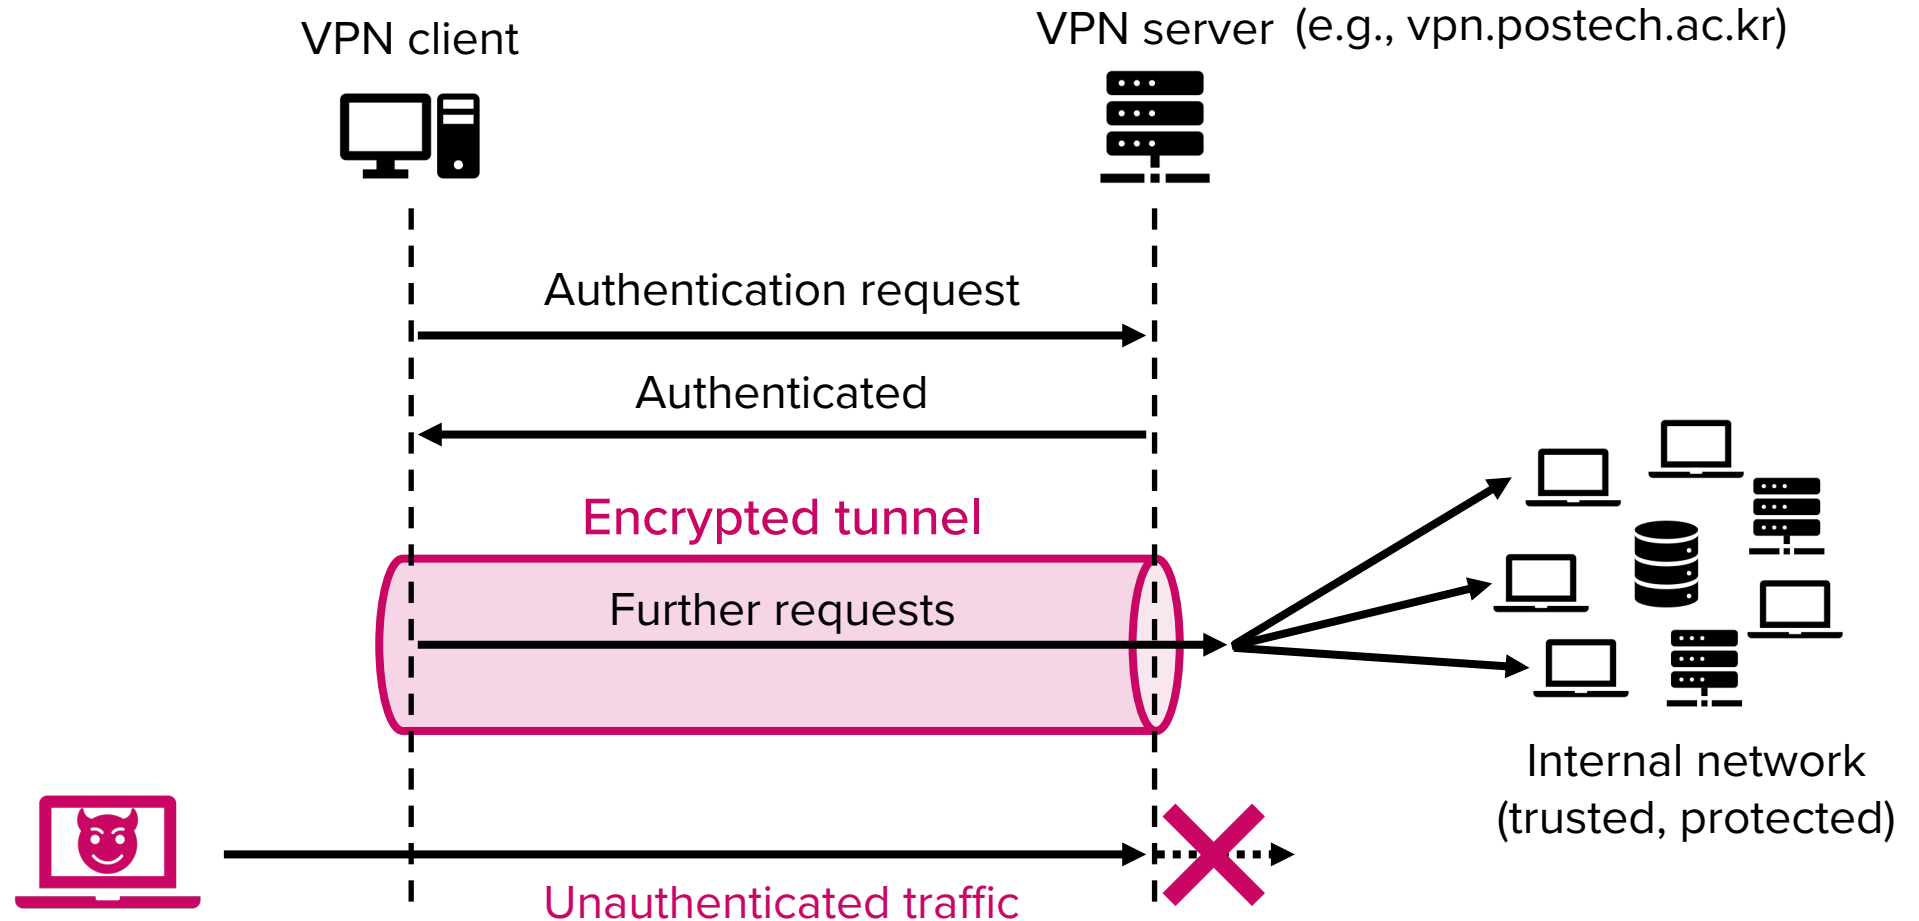 VPN client
VPN server (e.g., vpn.postech.ac.kr)
Authentication request
Authenticated
Encrypted tunnel
Further requests
Internal network
(trusted, protected)
Unauthenticated traffic